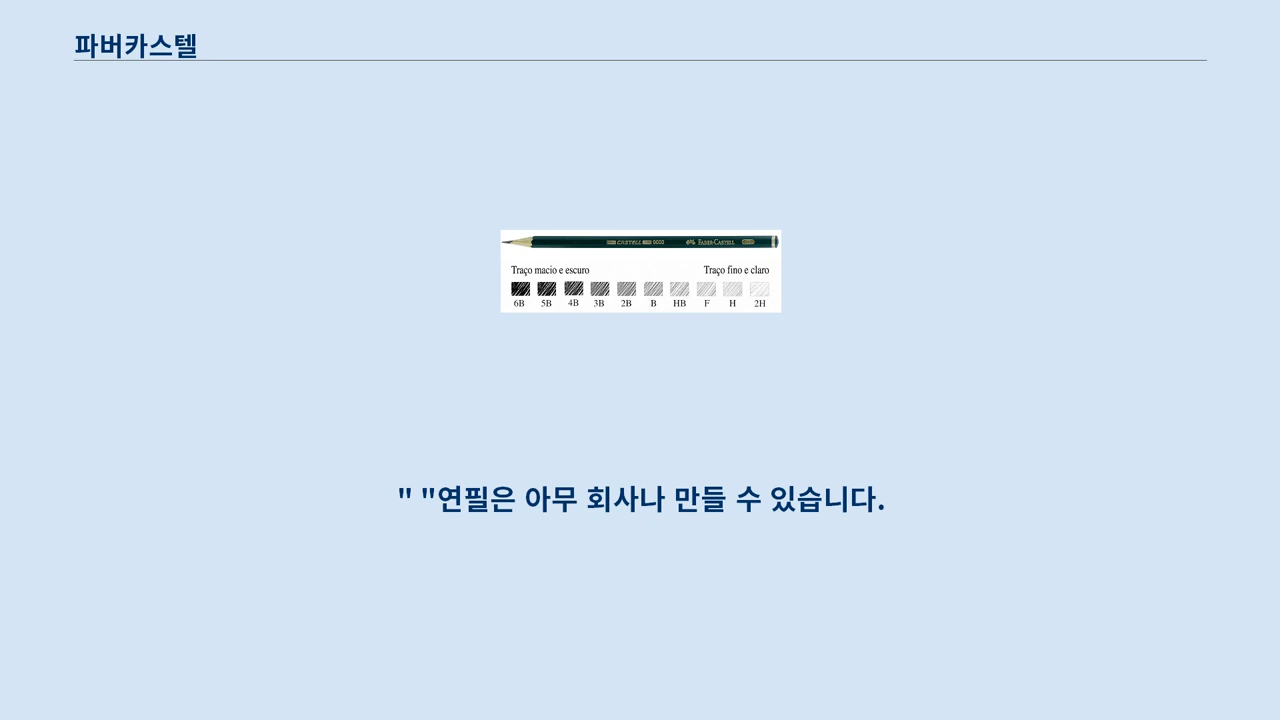 파버카스텔
CASTELL 9000 FABER-CASTELL
Traço macio e escuro Traço fino e claro
6B 5B 4B 3B 2B B HB F H 2H
" "연필은 아무 회사나 만들 수 있습니다.